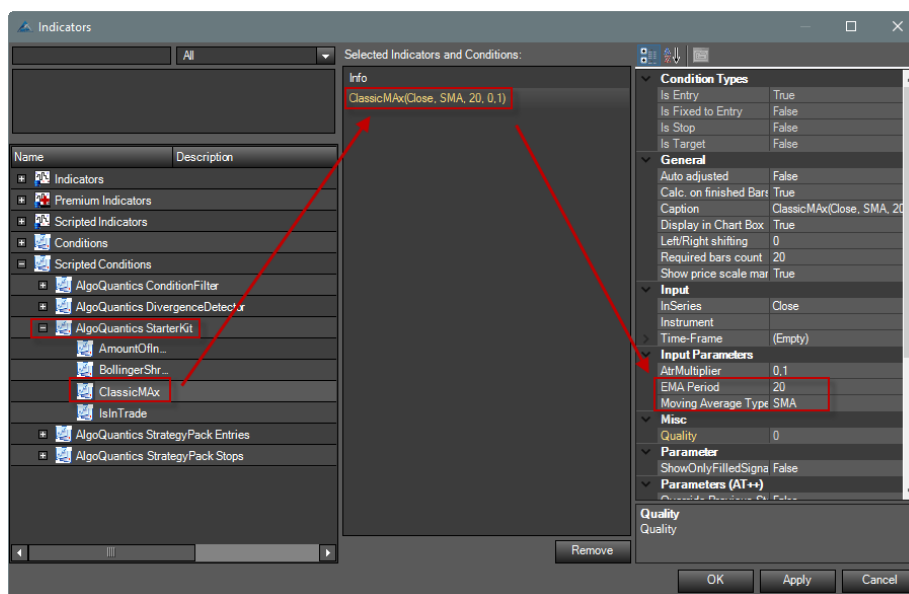 Indicators
All
Name Description
Indicators
Premium Indicators
Scripted Indicators
Conditions
Scripted Conditions
AlgoQuantics ConditionFilter
AlgoQuantics DivergenceDetector
AlgoQuantics StarterKit
AmountOfIn...
BollingerShr...
ClassicMAx
IsInTrade
AlgoQuantics StrategyPack Entries
AlgoQuantics StrategyPack Stops
Selected Indicators and Conditions:
Info
ClassicMAx(Close, SMA, 20, 0,1)
Remove
Condition Types
Is Entry True
Is Fixed to Entry False
Is Stop False
Is Target False
General
Auto adjusted False
Calc. on finished Bars True
Caption ClassicMAx(Close, SMA, 20
Display in Chart Box True
Left/Right shifting 0
Required bars count 20
Show price scale mar True
Input
InSeries Close
Instrument
Time-Frame (Empty)
Input Parameters
AtrMultiplier 0,1
EMA Period 20
Moving Average Type SMA
Misc
Quality 0
Parameter
ShowOnlyFilledSigna False
Parameters (AT++)
Override Previous St False
Quality
Quality
OK Apply Cancel